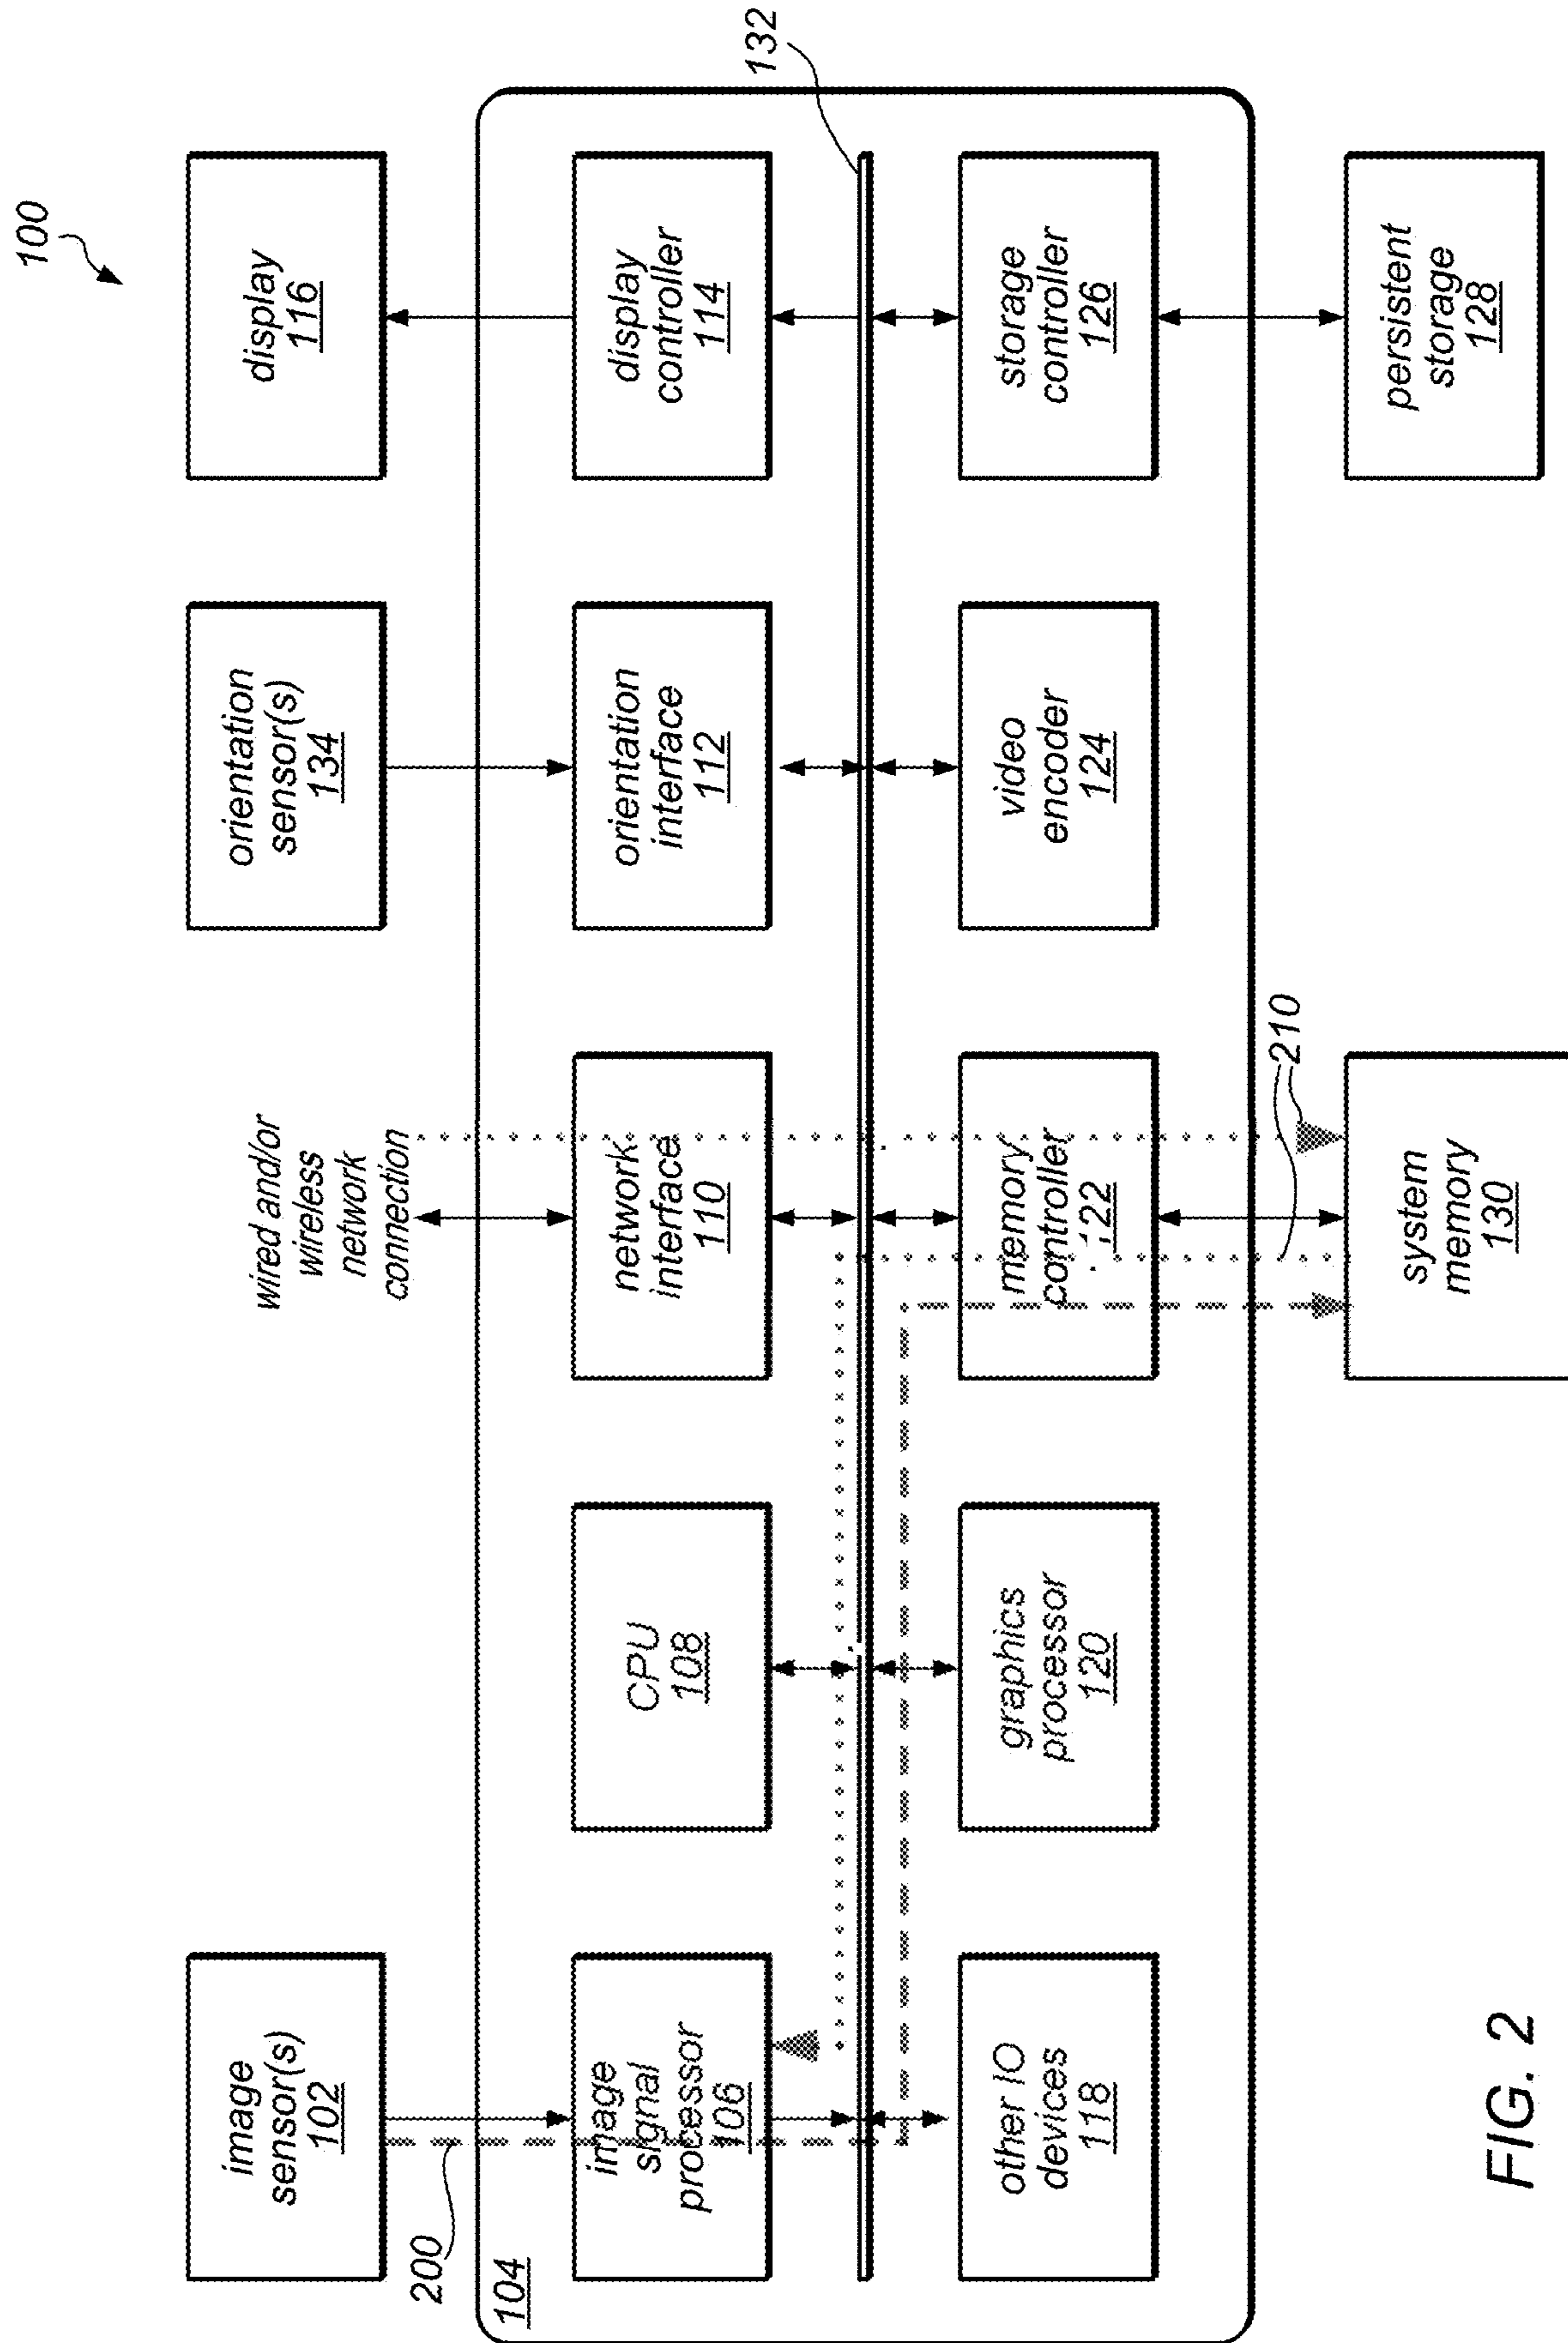 100
image
sensor(s)
102
wired and/or
wireless
network
connection
orientation
sensor(s)
134
display
116
200
104
image
signal
processor
106
CPU
108
network
interface
110
orientation
interface
112
display
controller
114
132
other IO
devices
118
graphics
processor
120
memory
controller
122
video
encoder
124
storage
controller
126
210
system
memory
130
persistent
storage
128
FIG. 2